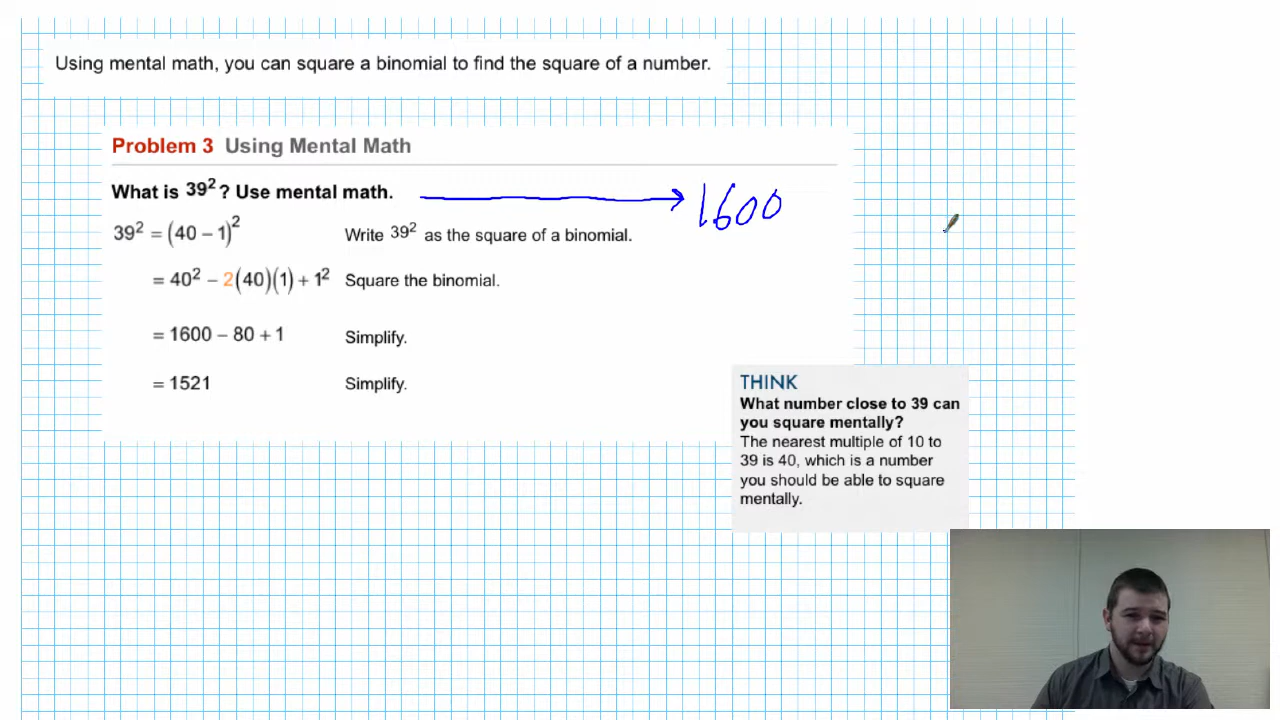 Using mental math, you can square a binomial to find the square of a number.
Problem 3 Using Mental Math
What is 39²? Use mental math. 1600
39² = (40 − 1)² Write 39² as the square of a binomial.
= 40² − 2(40)(1) + 1² Square the binomial.
= 1600 − 80 + 1 Simplify.
= 1521 Simplify.
THINK
What number close to 39 can
you square mentally?
The nearest multiple of 10 to
39 is 40, which is a number
you should be able to square
mentally.